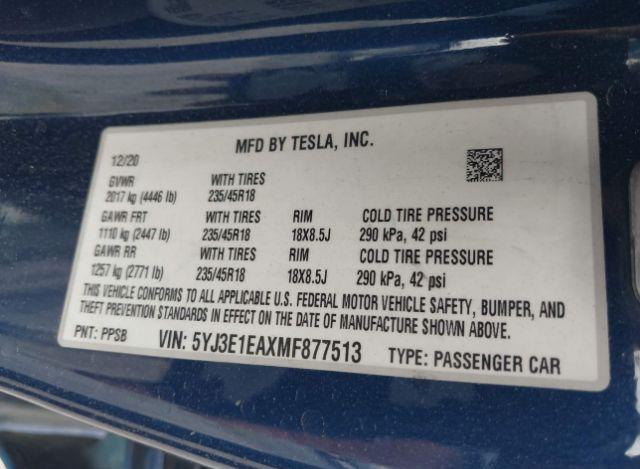 MFD BY TESLA, INC.
12/20
GVWR WITH TIRES
2017 kg (4446 lb) 235/45R18
GAWR FRT WITH TIRES RIM COLD TIRE PRESSURE
1110 kg (2447 lb) 235/45R18 18X8.5J 290 kPa, 42 psi
GAWR RR WITH TIRES RIM COLD TIRE PRESSURE
1257 kg (2771 lb) 235/45R18 18X8.5J 290 kPa, 42 psi
THIS VEHICLE CONFORMS TO ALL APPLICABLE U.S. FEDERAL MOTOR VEHICLE SAFETY, BUMPER, AND
THEFT PREVENTION STANDARDS IN EFFECT ON THE DATE OF MANUFACTURE SHOWN ABOVE.
PNT: PPSB VIN: 5YJ3E1EAXMF877513 TYPE: PASSENGER CAR